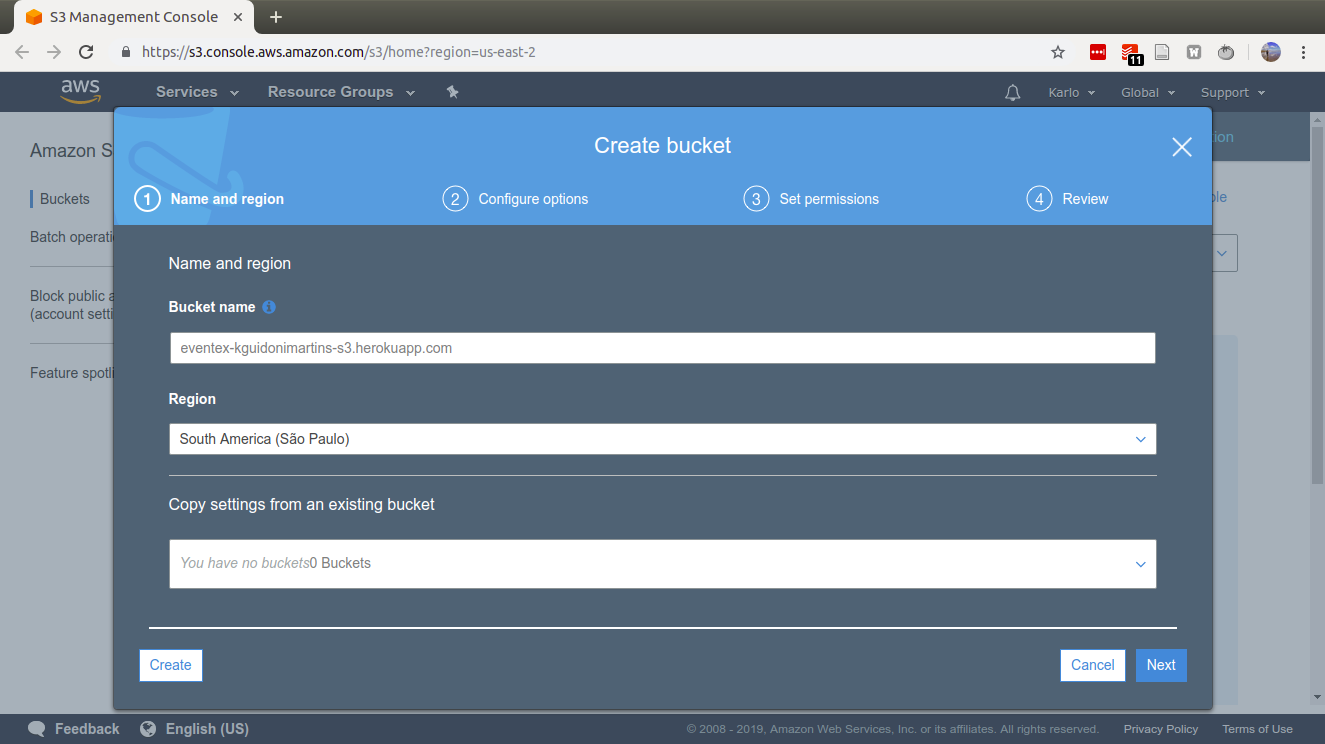 S3 Management Console
https://s3.console.aws.amazon.com/s3/home?region=us-east-2
11
W
aws
Services
Resource Groups
Karlo
Global
Support
Amazon S
Buckets
Batch operati
Block public a
(account setti
Feature spotli
Create bucket
1 Name and region
2 Configure options
3 Set permissions
4 Review
Name and region
Bucket name
eventex-kguidonimartins-s3.herokuapp.com
Region
South America (São Paulo)
Copy settings from an existing bucket
You have no buckets0 Buckets
Create
Cancel
Next
Feedback
English (US)
© 2008 - 2019, Amazon Web Services, Inc. or its affiliates. All rights reserved.
Privacy Policy
Terms of Use